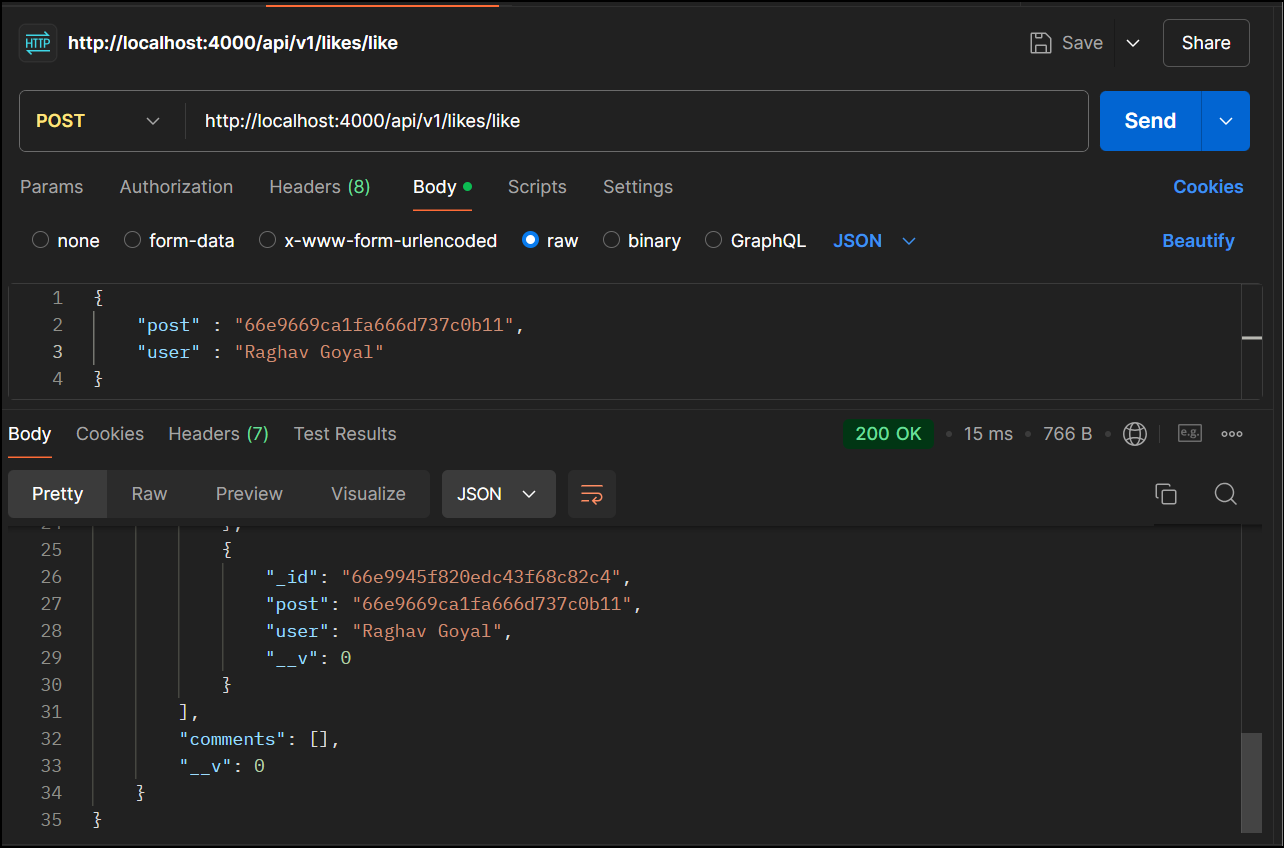 HTTP http://localhost:4000/api/v1/likes/like Save Share
POST http://localhost:4000/api/v1/likes/like Send
Params Authorization Headers (8) Body Scripts Settings Cookies
none form-data x-www-form-urlencoded raw binary GraphQL JSON Beautify
1 {
2 "post" : "66e9669ca1fa666d737c0b11",
3 "user" : "Raghav Goyal"
4 }
Body Cookies Headers (7) Test Results 200 OK • 15 ms • 766 B • e.g.
Pretty Raw Preview Visualize JSON
24 },
25 {
26 "_id": "66e9945f820edc43f68c82c4",
27 "post": "66e9669ca1fa666d737c0b11",
28 "user": "Raghav Goyal",
29 "__v": 0
30 }
31 ],
32 "comments": [],
33 "__v": 0
34 }
35 }